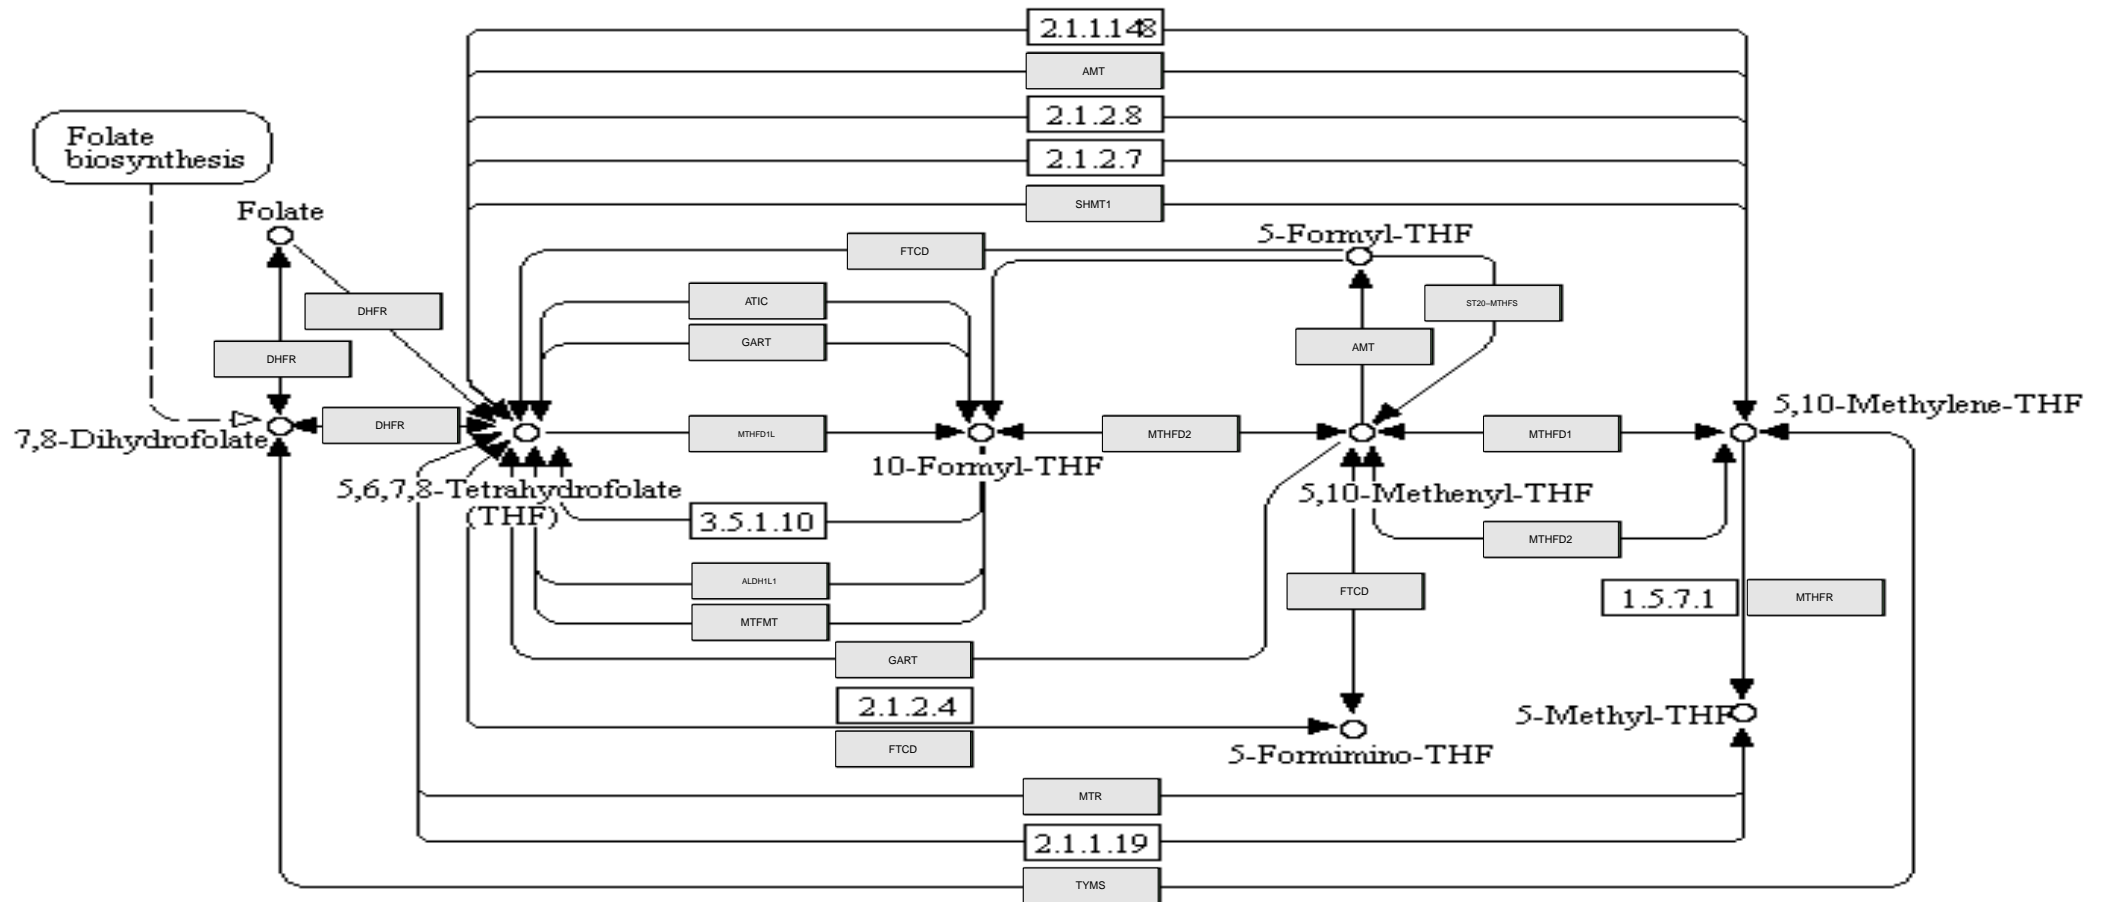 2.1.1.148
AMT
2.1.2.8
2.1.2.7
SHMT1
Folate
biosynthesis
Folate
FTCD
5-Formyl-THF
DHFR
ATIC
ST20-MTHFS
GART
AMT
DHFR
7,8-Dihydrofolate
DHFR
MTHFD1L
MTHFD2
MTHFD1
5,10-Methylene-THF
10-Formyl-THF
5,6,7,8-Tetrahydrofolate
(THF)
5,10-Methenyl-THF
3.5.1.10
MTHFD2
ALDH1L1
FTCD
1.5.7.1
MTHFR
MTFMT
GART
2.1.2.4
FTCD
5-Methyl-THF
5-Formimino-THF
MTR
2.1.1.19
TYMS